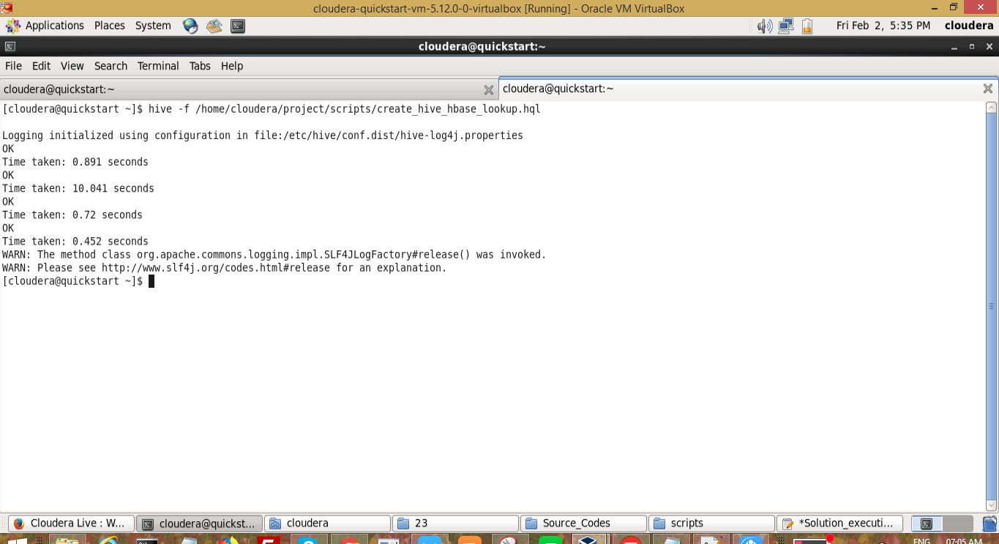 cloudera-quickstart-vm-5.12.0-0-virtualbox [Running] - Oracle VM VirtualBox
Applications Places System Fri Feb 2, 5:35 PM cloudera
cloudera@quickstart:~
File Edit View Search Terminal Tabs Help
cloudera@quickstart:~ cloudera@quickstart:~
[cloudera@quickstart ~]$ hive -f /home/cloudera/project/scripts/create_hive_hbase_lookup.hql
Logging initialized using configuration in file:/etc/hive/conf.dist/hive-log4j.properties
OK
Time taken: 0.891 seconds
OK
Time taken: 10.041 seconds
OK
Time taken: 0.72 seconds
OK
Time taken: 0.452 seconds
WARN: The method class org.apache.commons.logging.impl.SLF4JLogFactory#release() was invoked.
WARN: Please see http://www.slf4j.org/codes.html#release for an explanation.
[cloudera@quickstart ~]$
Cloudera Live : W... cloudera@quickst... cloudera 23 Source_Codes scripts *Solution_executi...
ENG 07:05 AM